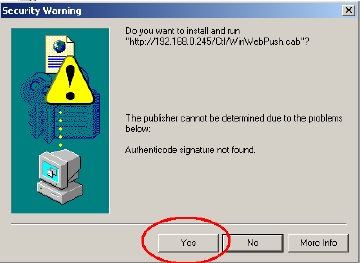 Security Warning
Do you want to install and run
"http://192.168.0.245/Ctl/WinWebPush.cab"?
The publisher cannot be determined due to the problems
below:
Authenticode signature not found.
Yes
No
More Info